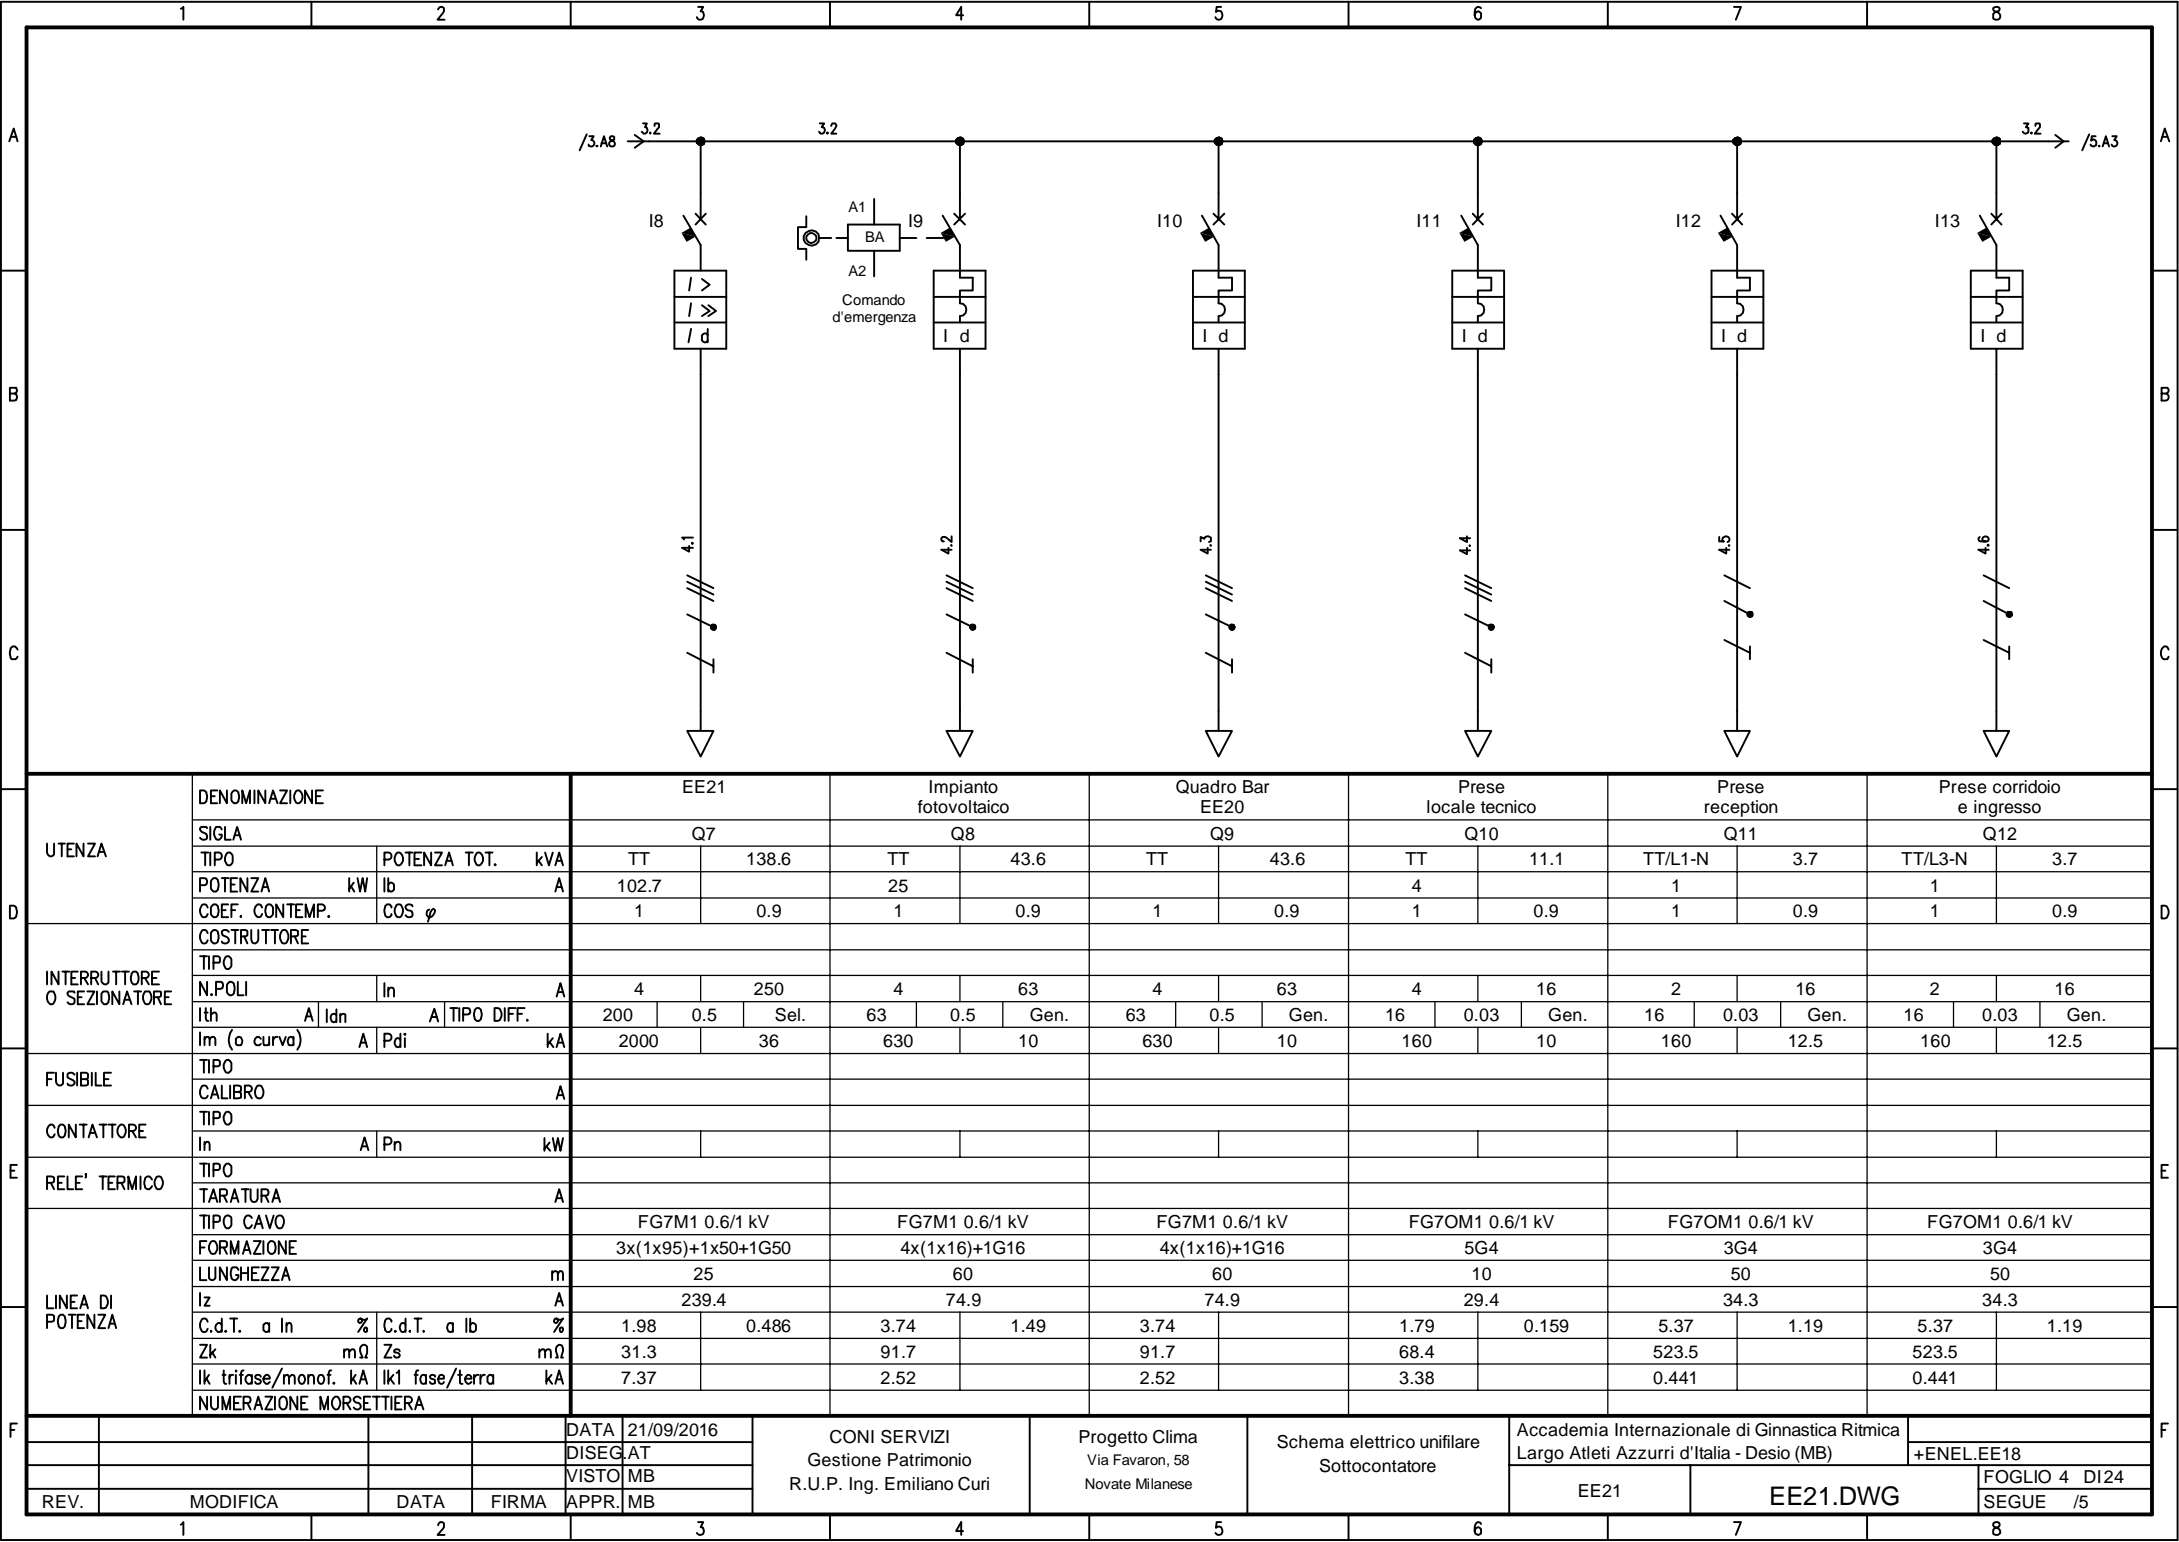 1 2 3 4 5 6 7 8
A A
/3.A8 3.2 3.2 3.2 /5.A3
I8 A1 I9 I10 I11 I12 I13
BA
A2
Comando
d'emergenza
I >
I >>
I d I d I d I d I d I d
B B
4.1 4.2 4.3 4.4 4.5 4.6
C C
UTENZA
DENOMINAZIONE EE21 Impianto fotovoltaico Quadro Bar EE20 Prese locale tecnico Prese reception Prese corridoio e ingresso
SIGLA Q7 Q8 Q9 Q10 Q11 Q12
TIPO POTENZA TOT. kVA TT 138.6 TT 43.6 TT 43.6 TT 11.1 TT/L1-N 3.7 TT/L3-N 3.7
POTENZA kW Ib A 102.7 25 4 1 1
D COEF. CONTEMP. COS φ 1 0.9 1 0.9 1 0.9 1 0.9 1 0.9 1 0.9 D
INTERRUTTORE
O SEZIONATORE
COSTRUTTORE
TIPO
N.POLI In A 4 250 4 63 4 63 4 16 2 16 2 16
Ith A Idn A TIPO DIFF. 200 0.5 Sel. 63 0.5 Gen. 63 0.5 Gen. 16 0.03 Gen. 16 0.03 Gen. 16 0.03 Gen.
Im (o curva) A Pdi kA 2000 36 630 10 630 10 160 10 160 12.5 160 12.5
FUSIBILE
TIPO
CALIBRO A
CONTATTORE
TIPO
In A Pn kW
E E
RELE' TERMICO
TIPO
TARATURA A
LINEA DI
POTENZA
TIPO CAVO FG7M1 0.6/1 kV FG7M1 0.6/1 kV FG7M1 0.6/1 kV FG7OM1 0.6/1 kV FG7OM1 0.6/1 kV FG7OM1 0.6/1 kV
FORMAZIONE 3x(1x95)+1x50+1G50 4x(1x16)+1G16 4x(1x16)+1G16 5G4 3G4 3G4
LUNGHEZZA m 25 60 60 10 50 50
Iz A 239.4 74.9 74.9 29.4 34.3 34.3
C.d.T. a In % C.d.T. a Ib % 1.98 0.486 3.74 1.49 3.74 1.79 0.159 5.37 1.19 5.37 1.19
Zk mΩ Zs mΩ 31.3 91.7 91.7 68.4 523.5 523.5
Ik trifase/monof. kA Ik1 fase/terra kA 7.37 2.52 2.52 3.38 0.441 0.441
NUMERAZIONE MORSETTIERA
F F
DATA 21/09/2016
DISEG. AT
VISTO MB
REV. MODIFICA DATA FIRMA APPR. MB
CONI SERVIZI
Gestione Patrimonio
R.U.P. Ing. Emiliano Curi
Progetto Clima
Via Favaron, 58
Novate Milanese
Schema elettrico unifilare
Sottocontatore
Accademia Internazionale di Ginnastica Ritmica
Largo Atleti Azzurri d'Italia - Desio (MB)
EE21
EE21.DWG
+ENEL.EE18
FOGLIO 4 DI 24
SEGUE /5
1 2 3 4 5 6 7 8